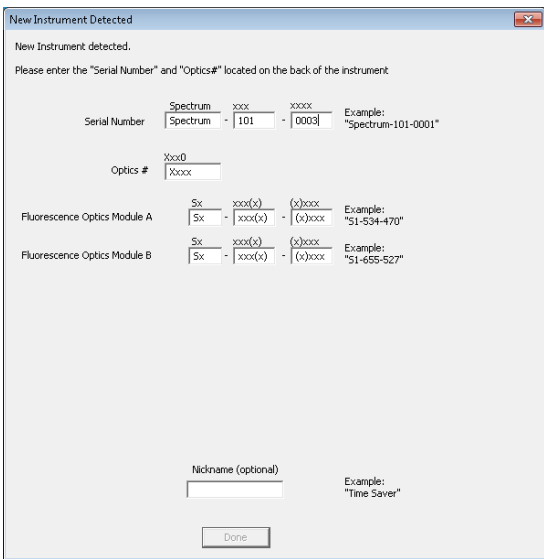 New Instrument Detected
New Instrument detected.
Please enter the "Serial Number" and "Optics#" located on the back of the instrument
Spectrum xxx xxxx
Serial Number Spectrum - 101 - 0003 Example:
"Spectrum-101-0001"
Xxx0
Optics # Xxxx
Sx xxx(x) (x)xxx
Fluorescence Optics Module A Sx - xxx(x) - (x)xxx Example:
"S1-534-470"
Sx xxx(x) (x)xxx
Fluorescence Optics Module B Sx - xxx(x) - (x)xxx Example:
"S1-655-527"
Nickname (optional)
Example:
"Time Saver"
Done